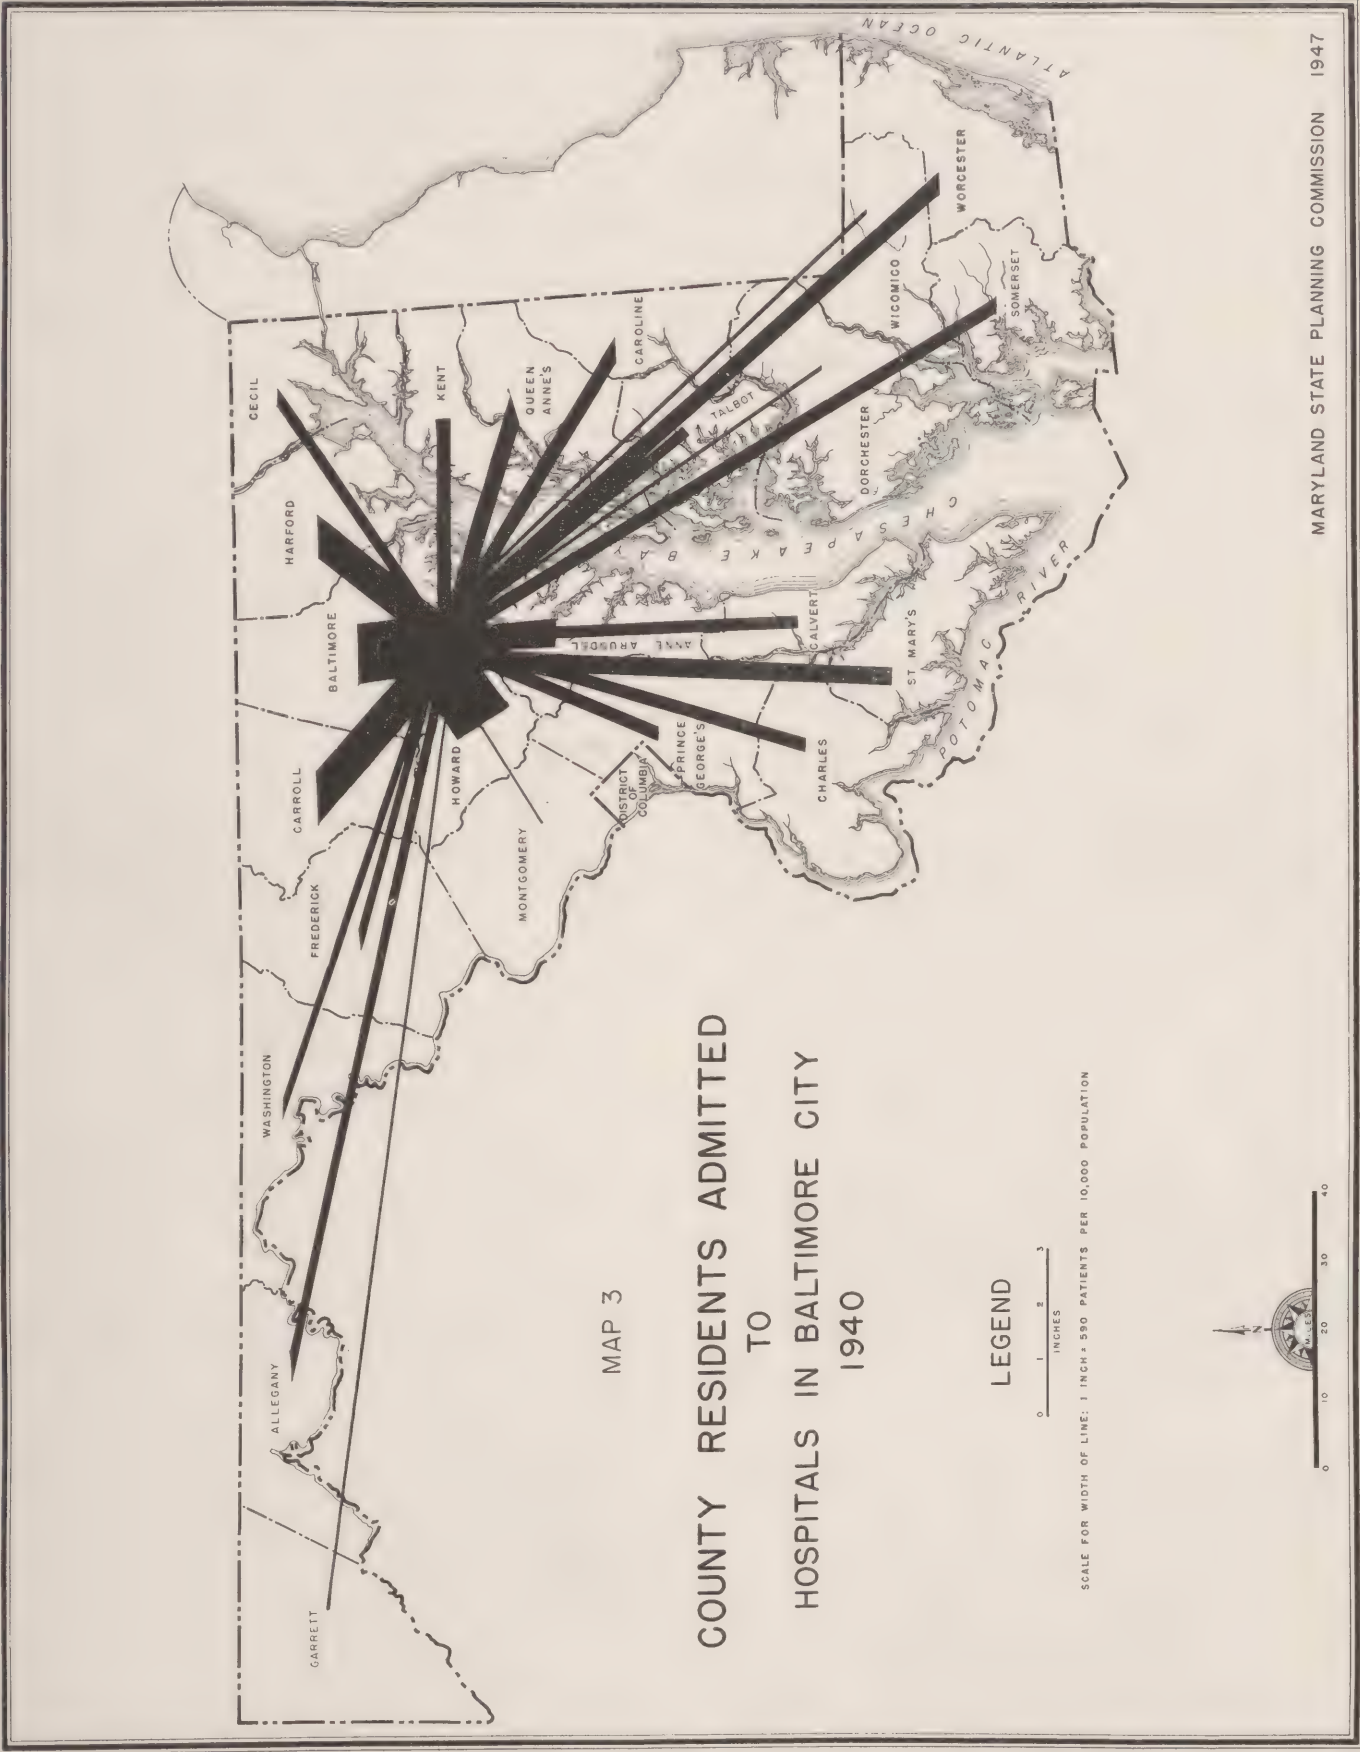 MAP 3
COUNTY RESIDENTS ADMITTED
TO
HOSPITALS IN BALTIMORE CITY
1940
LEGEND
0 1 2 3
INCHES
SCALE FOR WIDTH OF LINE: 1 INCH = 590 PATIENTS PER 10,000 POPULATION
N
MILES
0 10 20 30 40
MARYLAND STATE PLANNING COMMISSION 1947
GARRETT
ALLEGANY
WASHINGTON
FREDERICK
CARROLL
BALTIMORE
HARFORD
CECIL
HOWARD
MONTGOMERY
DISTRICT
OF
COLUMBIA
PRINCE
GEORGE'S
ANNE ARUNDEL
CALVERT
CHARLES
ST MARY'S
KENT
QUEEN
ANNE'S
CAROLINE
TALBOT
DORCHESTER
WICOMICO
SOMERSET
WORCESTER
CHESAPEAKE BAY
POTOMAC RIVER
ATLANTIC OCEAN